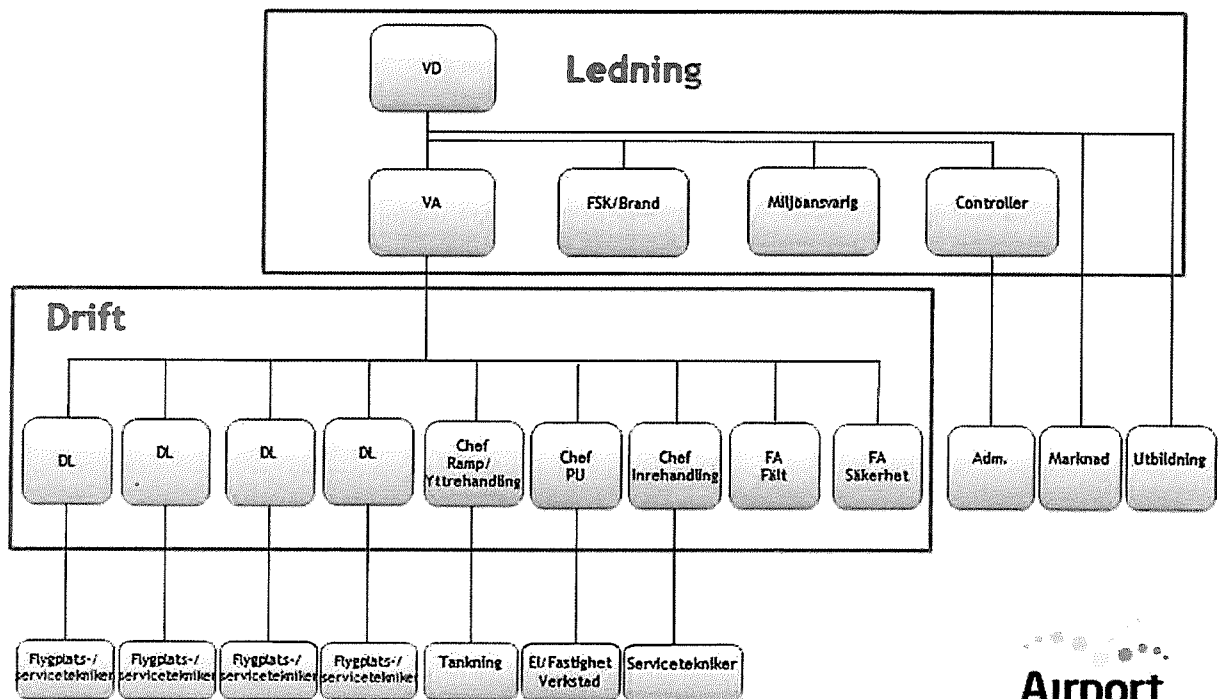 VD
Ledning
VA
FSK/Brand
Miljöansvarig
Controller
Drift
DL
DL
DL
DL
Chef
Ramp/
Yttrehandling
Chef
PU
Chef
Inrehandling
FA
Fält
FA
Säkerhet
Adm.
Marknad
Utbildning
Flygplats-/
servicetekniker
Flygplats-/
servicetekniker
Flygplats-/
servicetekniker
Flygplats-/
servicetekniker
Tankning
El/Fastighet
Verkstad
Servicetekniker
Airport